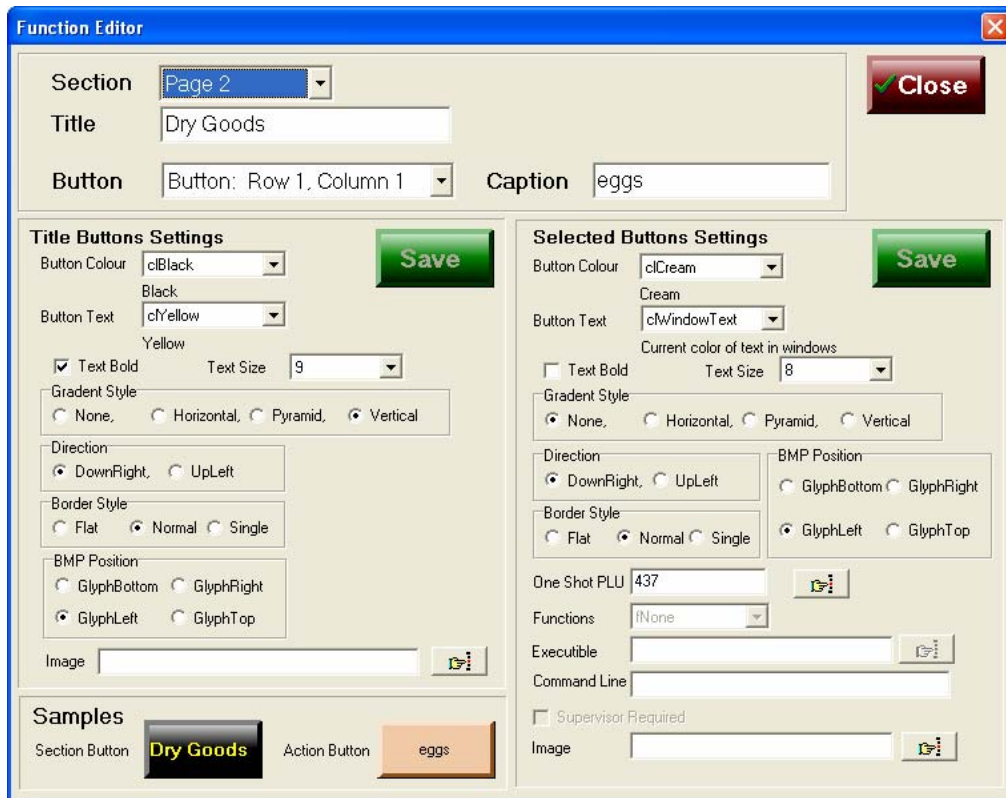 Function Editor
Section Page 2
Close
Title Dry Goods
Button Button: Row 1, Column 1 Caption eggs
Title Buttons Settings
Save
Button Colour clBlack
Black
Button Text clYellow
Yellow
Text Bold Text Size 9
Gradent Style
None, Horizontal, Pyramid, Vertical
Direction
DownRight, UpLeft
Border Style
Flat Normal Single
BMP Position
GlyphBottom GlyphRight
GlyphLeft GlyphTop
Image
Samples
Section Button Dry Goods Action Button eggs
Selected Buttons Settings
Save
Button Colour clCream
Cream
Button Text clWindowText
Current color of text in windows
Text Bold Text Size 8
Gradent Style
None, Horizontal, Pyramid, Vertical
Direction
DownRight, UpLeft
BMP Position
GlyphBottom GlyphRight
GlyphLeft GlyphTop
Border Style
Flat Normal Single
One Shot PLU 437
Functions fNone
Executible
Command Line
Supervisor Required
Image